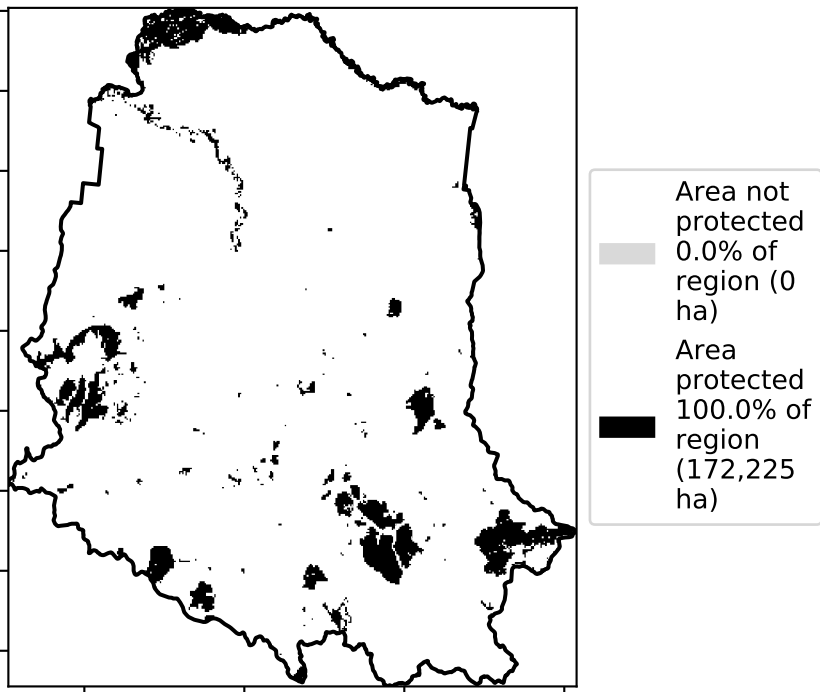 Area not
protected
0.0% of
region (0
ha)
Area
protected
100.0% of
region
(172,225
ha)